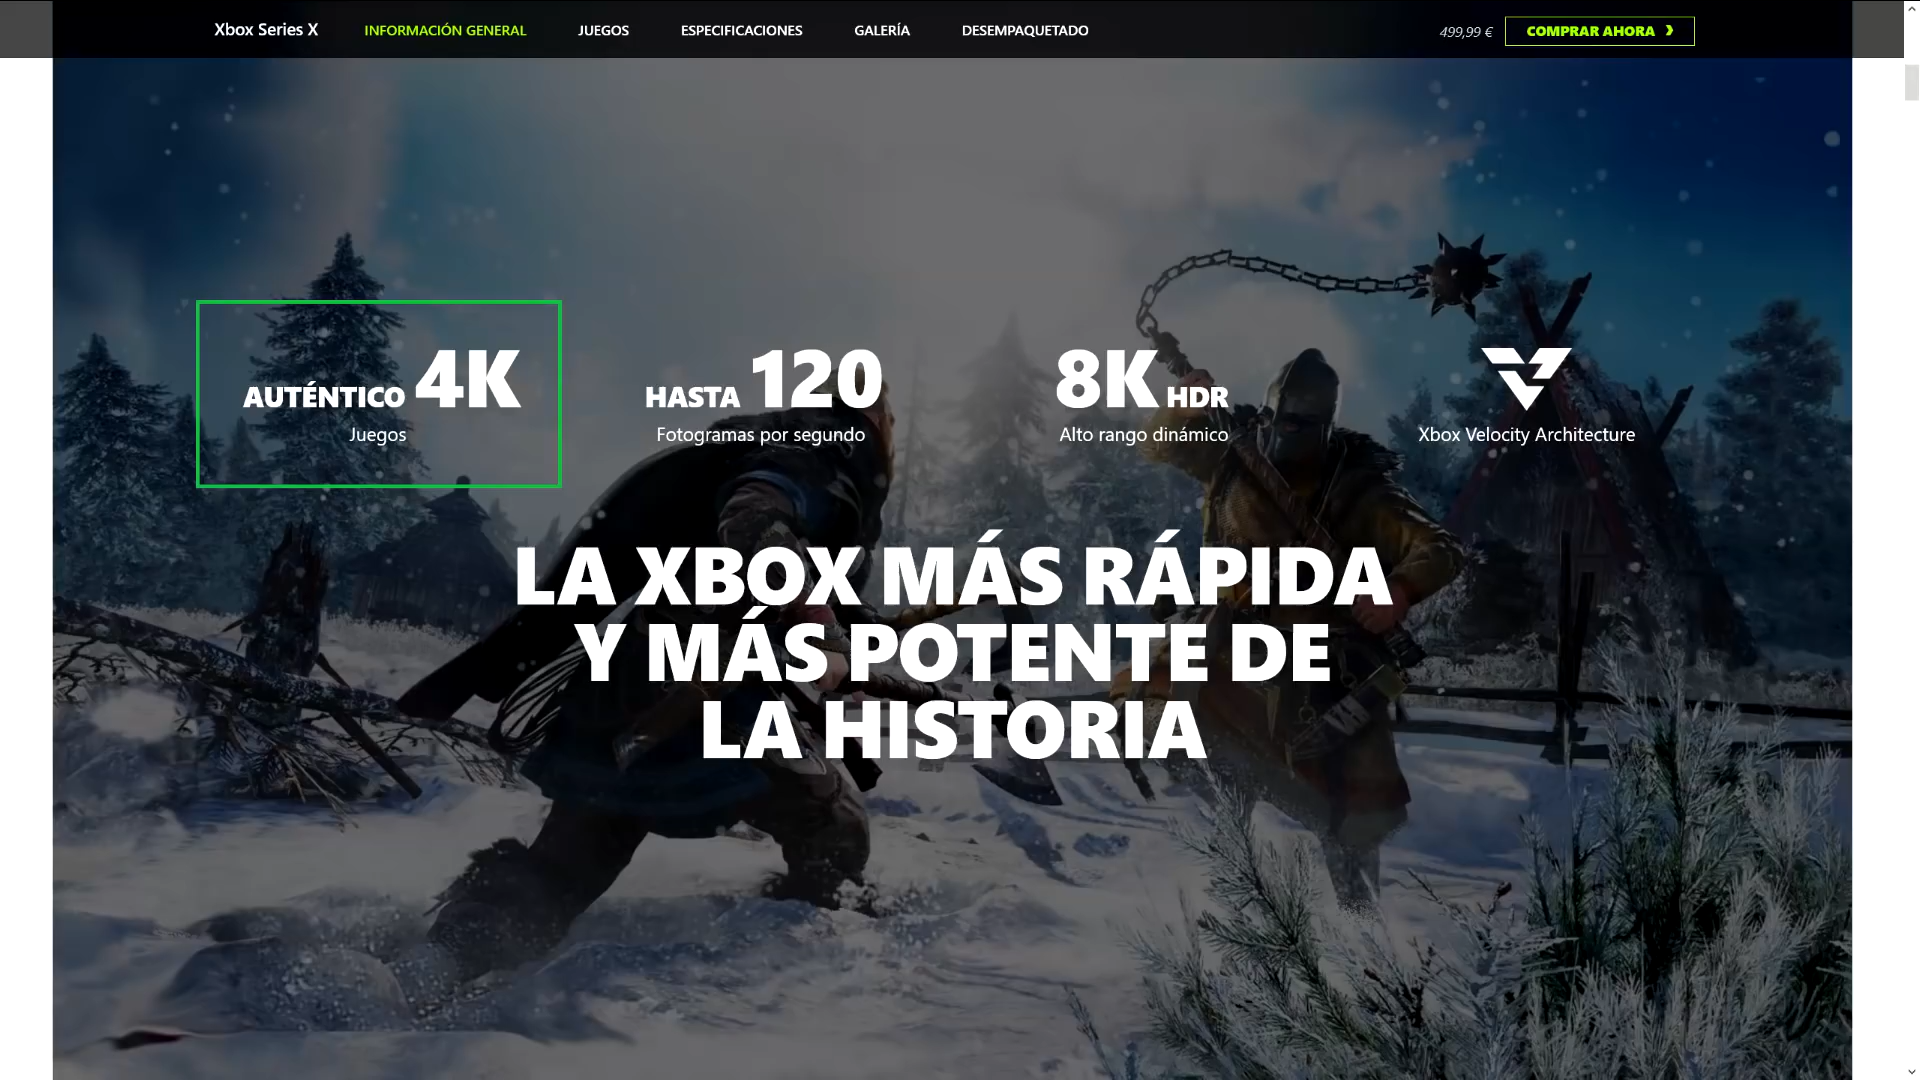 Xbox Series X INFORMACIÓN GENERAL JUEGOS ESPECIFICACIONES GALERÍA DESEMPAQUETADO 499,99 € COMPRAR AHORA
AUTÉNTICO 4K
Juegos
HASTA 120
Fotogramas por segundo
8K HDR
Alto rango dinámico
Xbox Velocity Architecture
LA XBOX MÁS RÁPIDA
Y MÁS POTENTE DE
LA HISTORIA